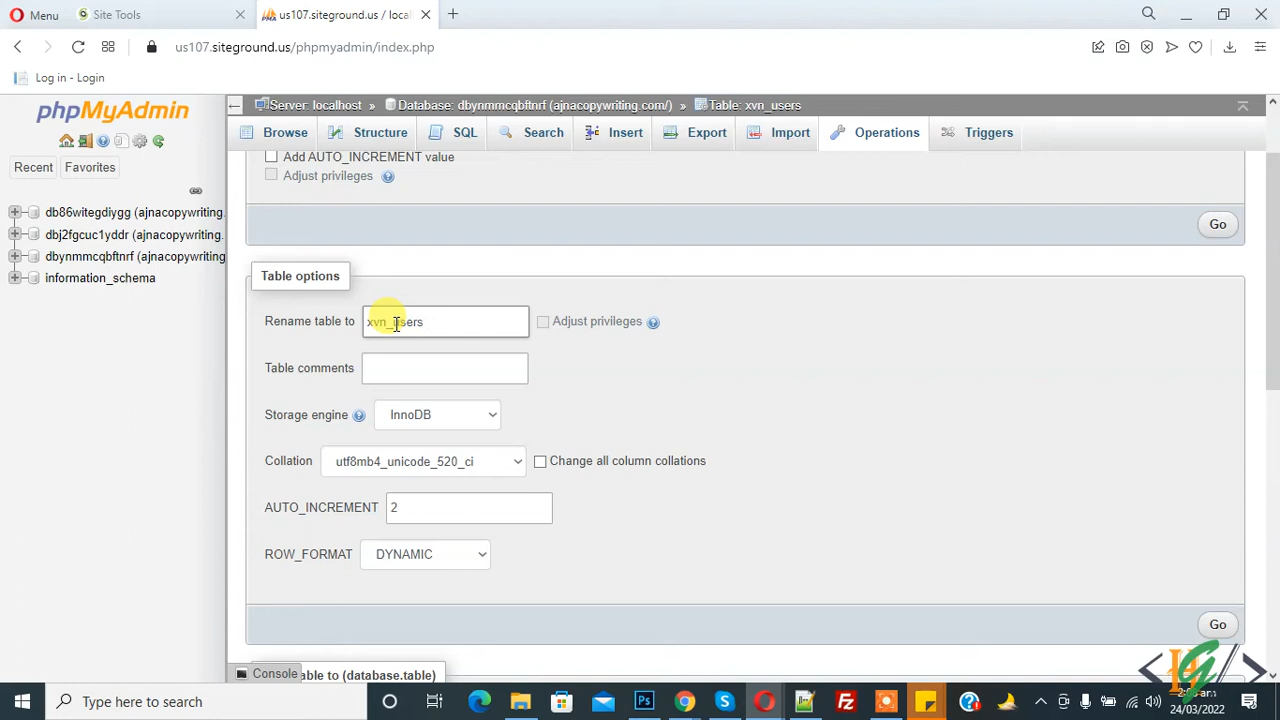 Menu
Site Tools
us107.siteground.us / local
us107.siteground.us/phpmyadmin/index.php
Log in - Login
phpMyAdmin
Recent
Favorites
db86witegdiygg (ajnacopywriting.
dbj2fgcuc1yddr (ajnacopywriting.
dbynmmcqbftnrf (ajnacopywriting
information_schema
Server: localhost » Database: dbynmmcqbftnrf (ajnacopywriting.com/) » Table: xvn_users
Browse Structure SQL Search Insert Export Import Operations Triggers
Add AUTO_INCREMENT value
Adjust privileges
Go
Table options
Rename table to xvn_users Adjust privileges
Table comments
Storage engine InnoDB
Collation utf8mb4_unicode_520_ci Change all column collations
AUTO_INCREMENT 2
ROW_FORMAT DYNAMIC
Go
Console
able to (database.table)
Type here to search
24/03/2022